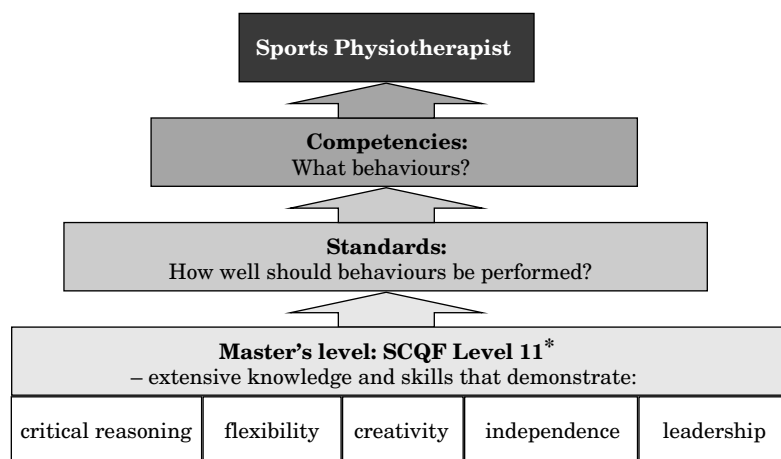 Sports Physiotherapist
Competencies:
What behaviours?
Standards:
How well should behaviours be performed?
Master's level: SCQF Level 11*
– extensive knowledge and skills that demonstrate:
critical reasoning
flexibility
creativity
independence
leadership